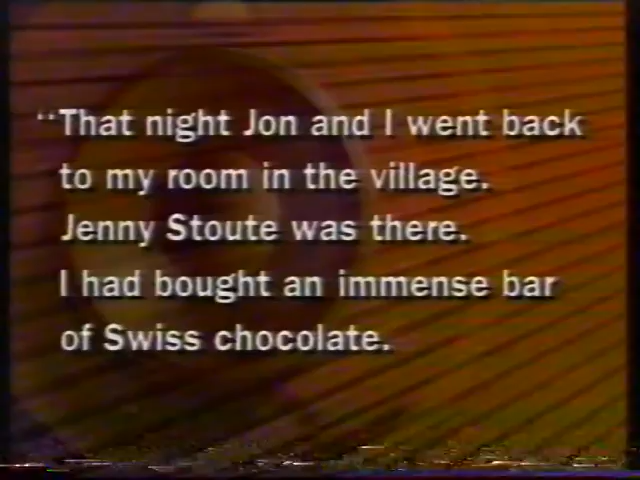 “That night Jon and I went back
to my room in the village.
Jenny Stoute was there.
I had bought an immense bar
of Swiss chocolate.